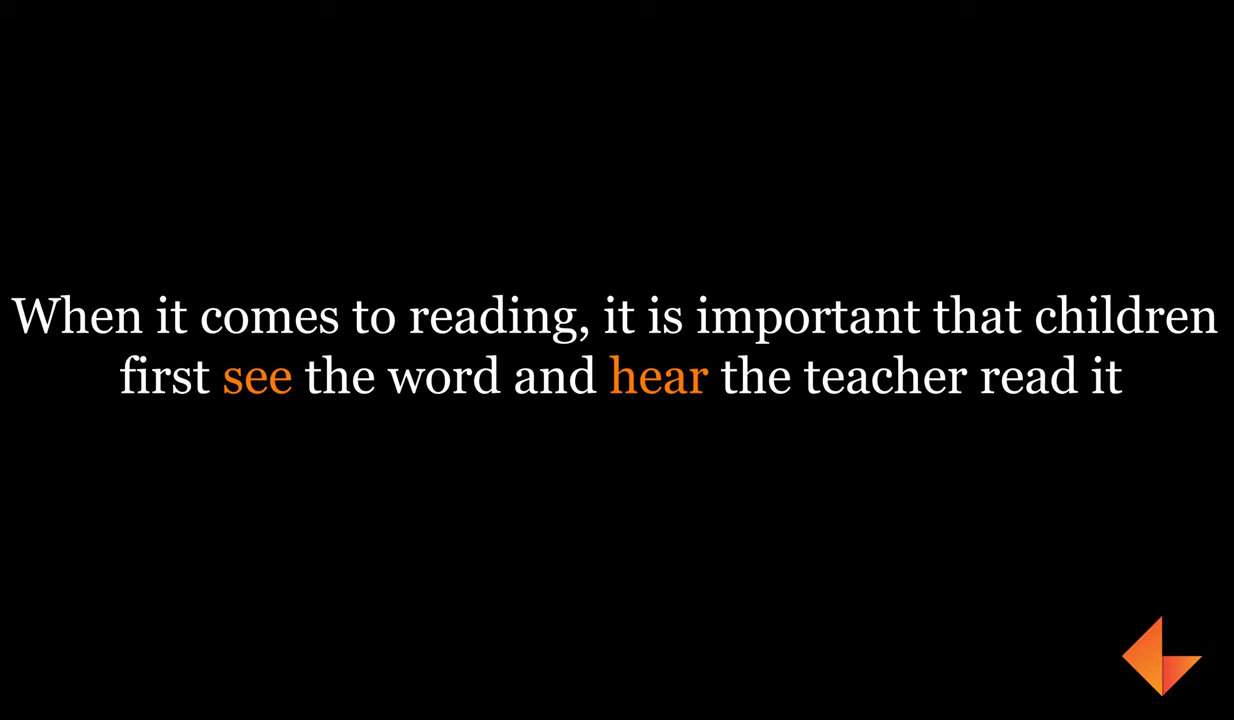 When it comes to reading, it is important that children
first see the word and hear the teacher read it